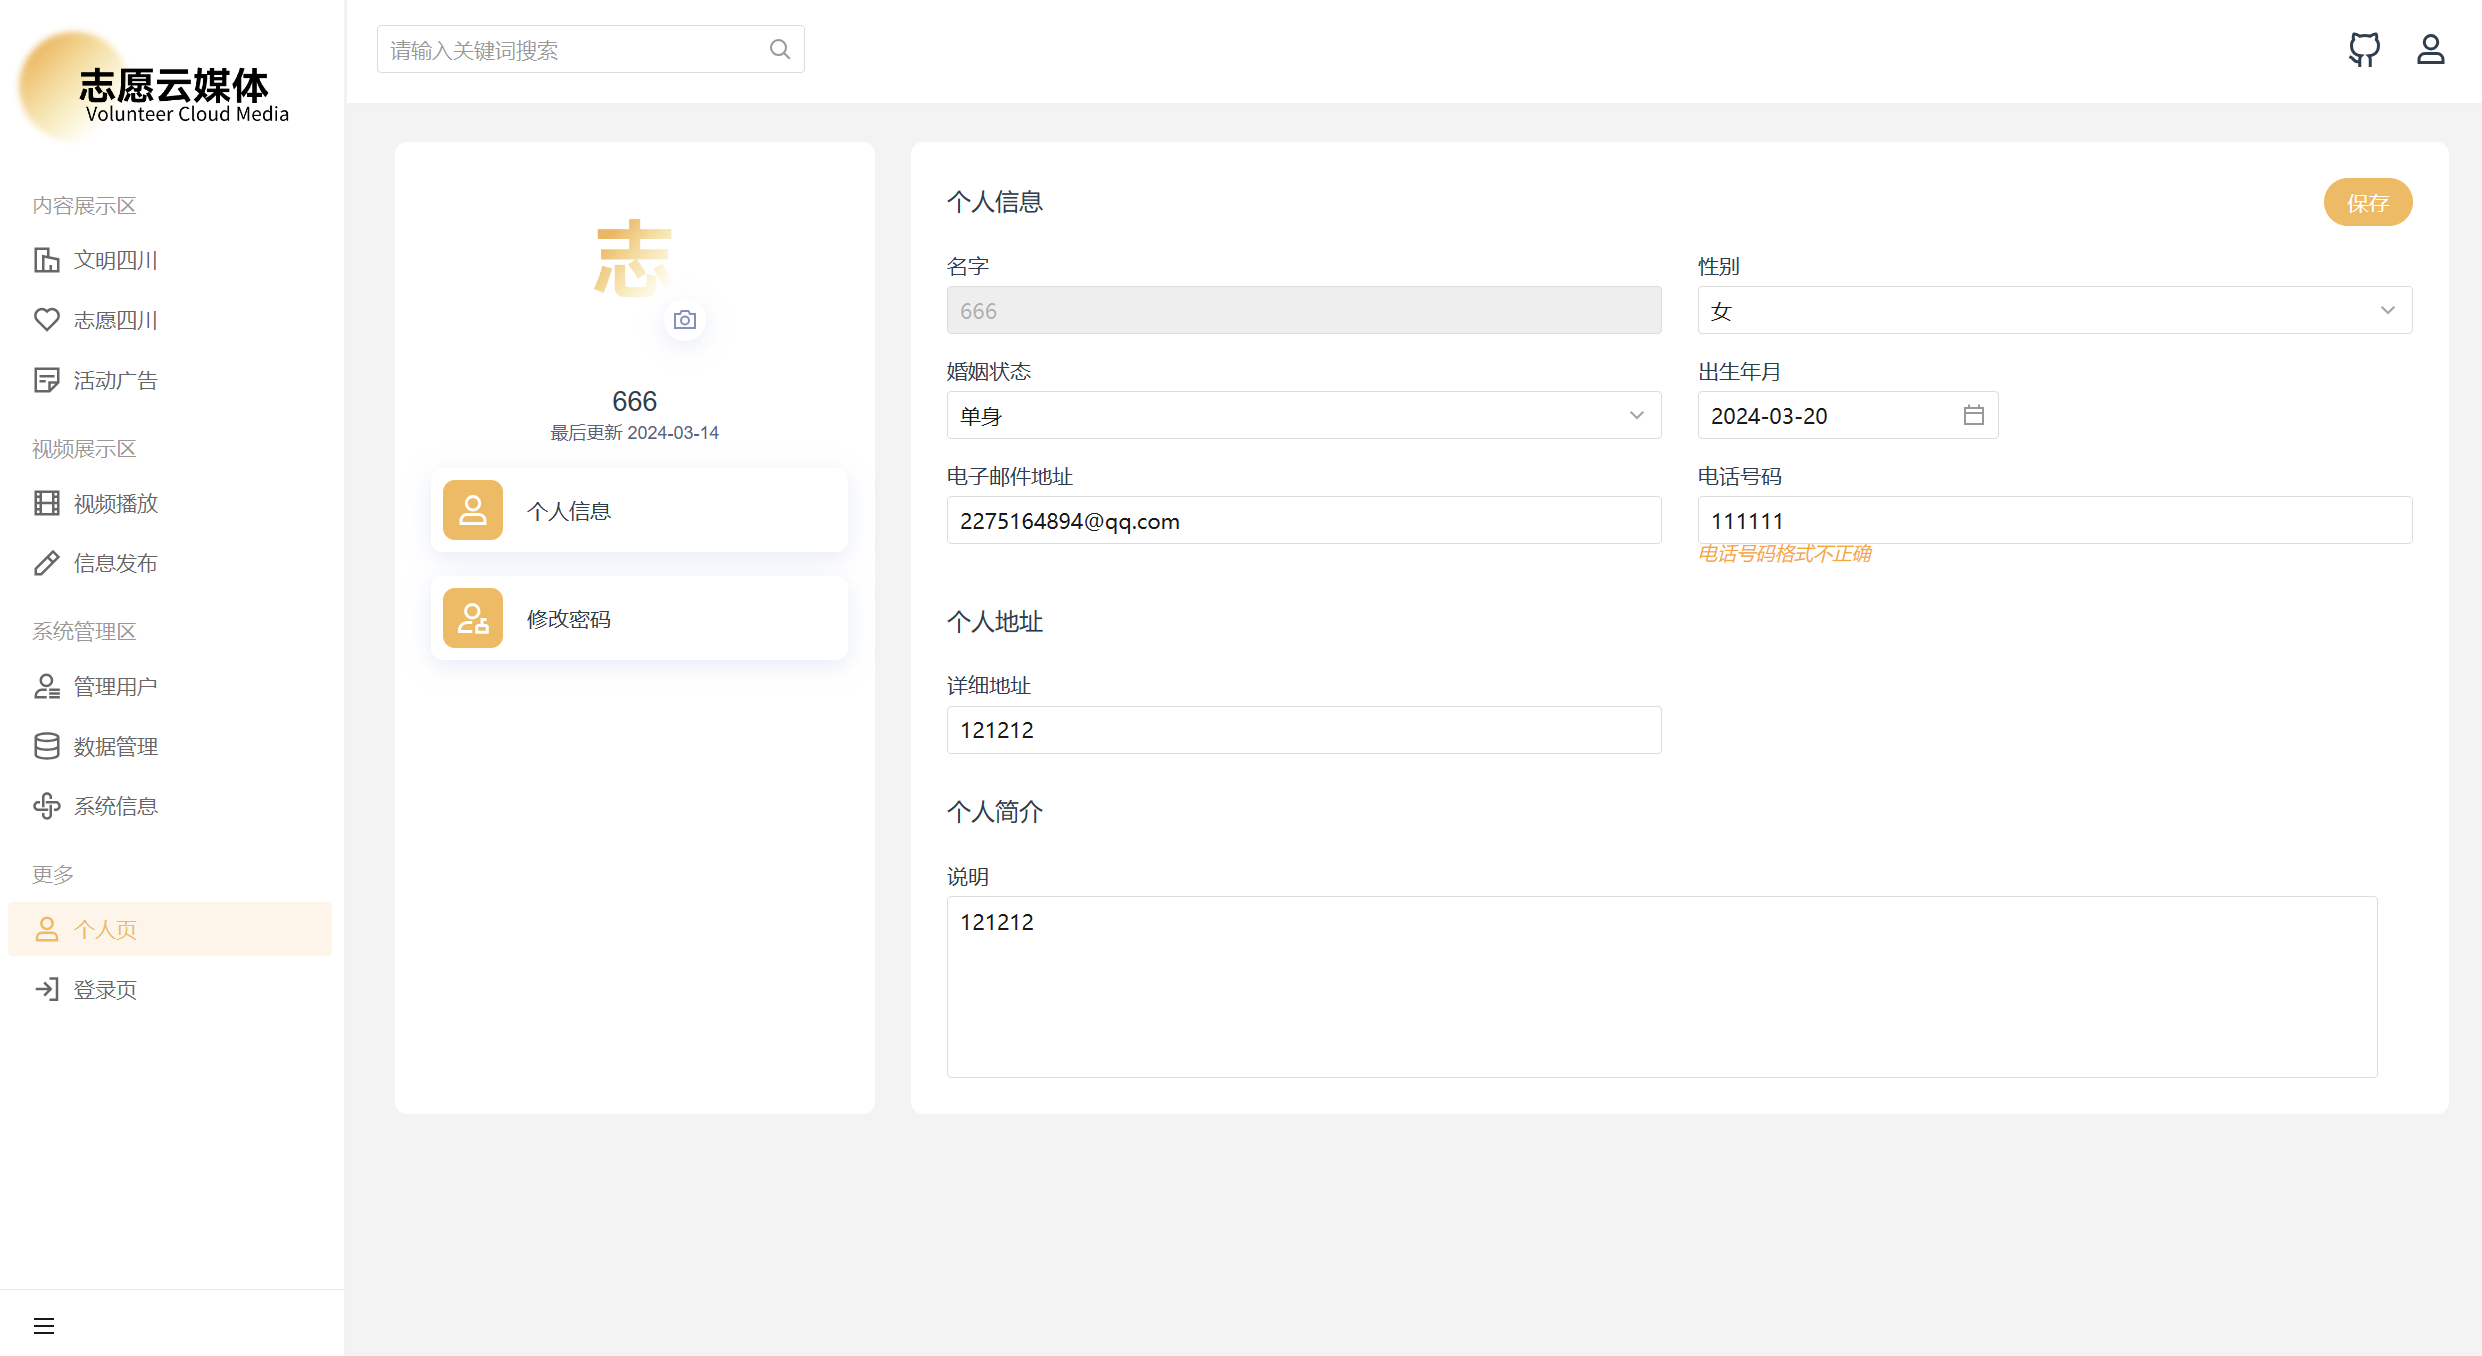 志愿云媒体
Volunteer Cloud Media
内容展示区
文明四川
志愿四川
活动广告
视频展示区
视频播放
信息发布
系统管理区
管理用户
数据管理
系统信息
更多
个人页
登录页
请输入关键词搜索
志
666
最后更新 2024-03-14
个人信息
修改密码
个人信息
保存
名字
666
性别
女
婚姻状态
单身
出生年月
2024-03-20
电子邮件地址
2275164894@qq.com
电话号码
111111
电话号码格式不正确
个人地址
详细地址
121212
个人简介
说明
121212